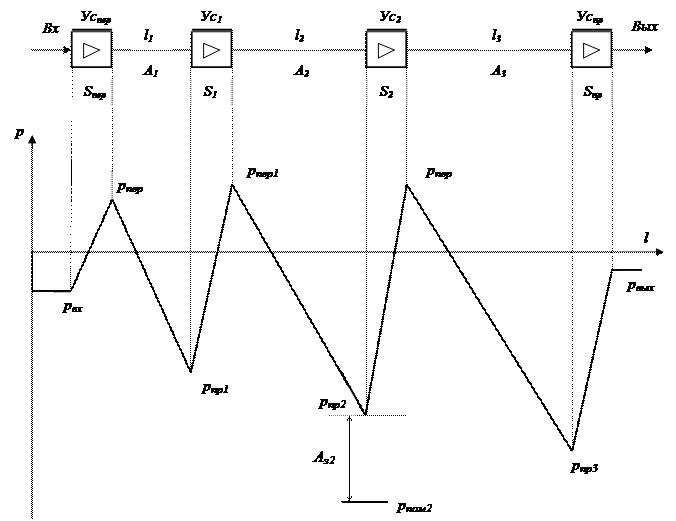 Ус_пер Ус_1 Ус_2 Ус_пр
Вх l_1 l_2 l_3 Вых
A_1 A_2 A_3
S_пер S_1 S_2 S_пр
p
p_пер p_пер1 p_пер
l
p_вх p_вых
p_пр1 p_пр2
A_з2 p_пр3
p_пом2